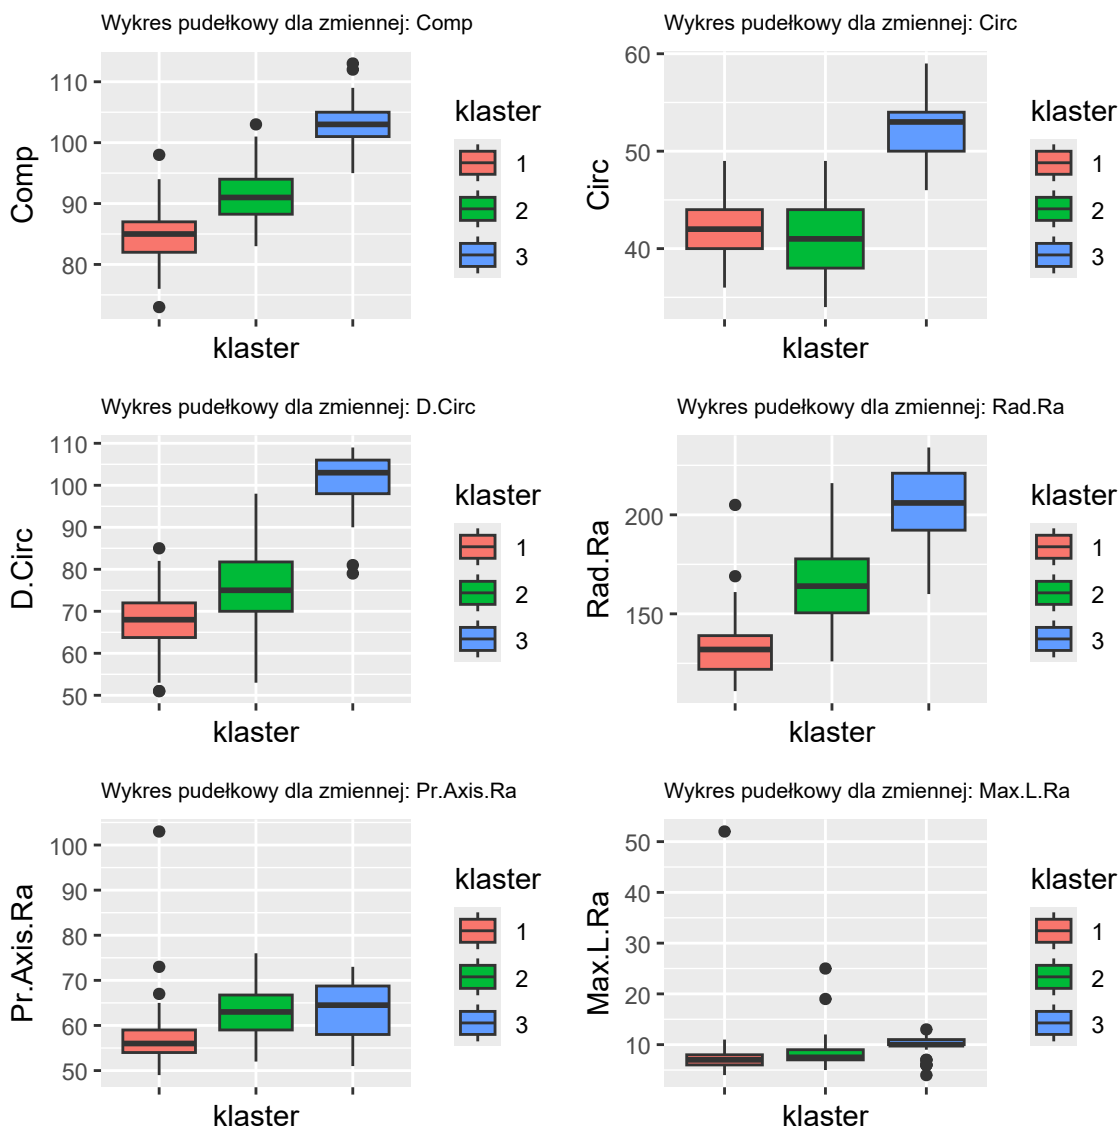 Wykres pudełkowy dla zmiennej: Comp
110
100
90
80
Comp
klaster
klaster
1
2
3
Wykres pudełkowy dla zmiennej: Circ
60
50
40
Circ
klaster
klaster
1
2
3
Wykres pudełkowy dla zmiennej: D.Circ
110
100
90
80
70
60
50
D.Circ
klaster
klaster
1
2
3
Wykres pudełkowy dla zmiennej: Rad.Ra
200
150
Rad.Ra
klaster
klaster
1
2
3
Wykres pudełkowy dla zmiennej: Pr.Axis.Ra
100
90
80
70
60
50
Pr.Axis.Ra
klaster
klaster
1
2
3
Wykres pudełkowy dla zmiennej: Max.L.Ra
50
40
30
20
10
Max.L.Ra
klaster
klaster
1
2
3